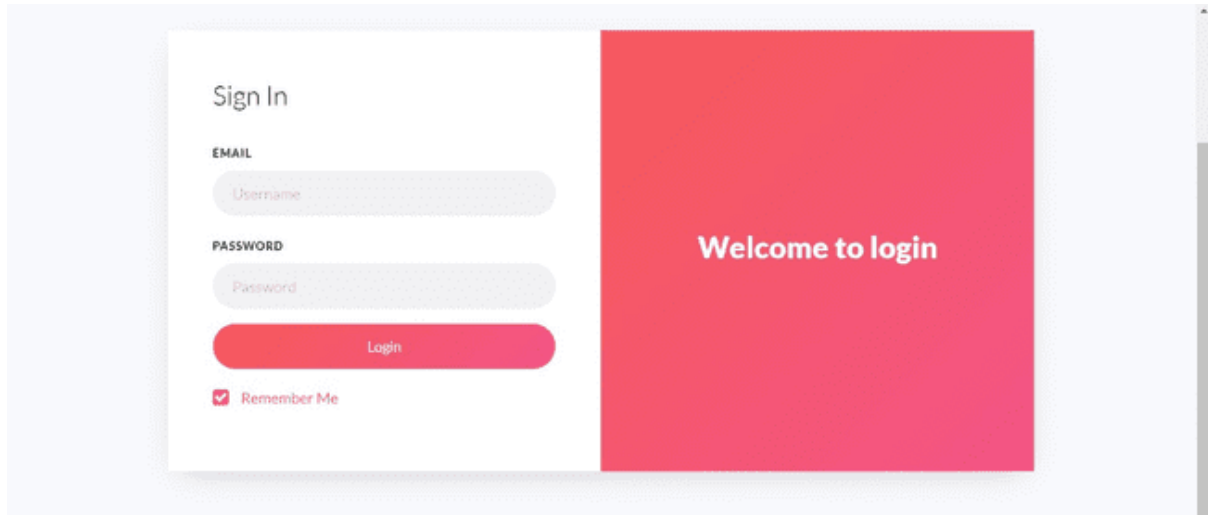 Sign In
EMAIL
Username
PASSWORD
Password
Login
Remember Me
Welcome to login